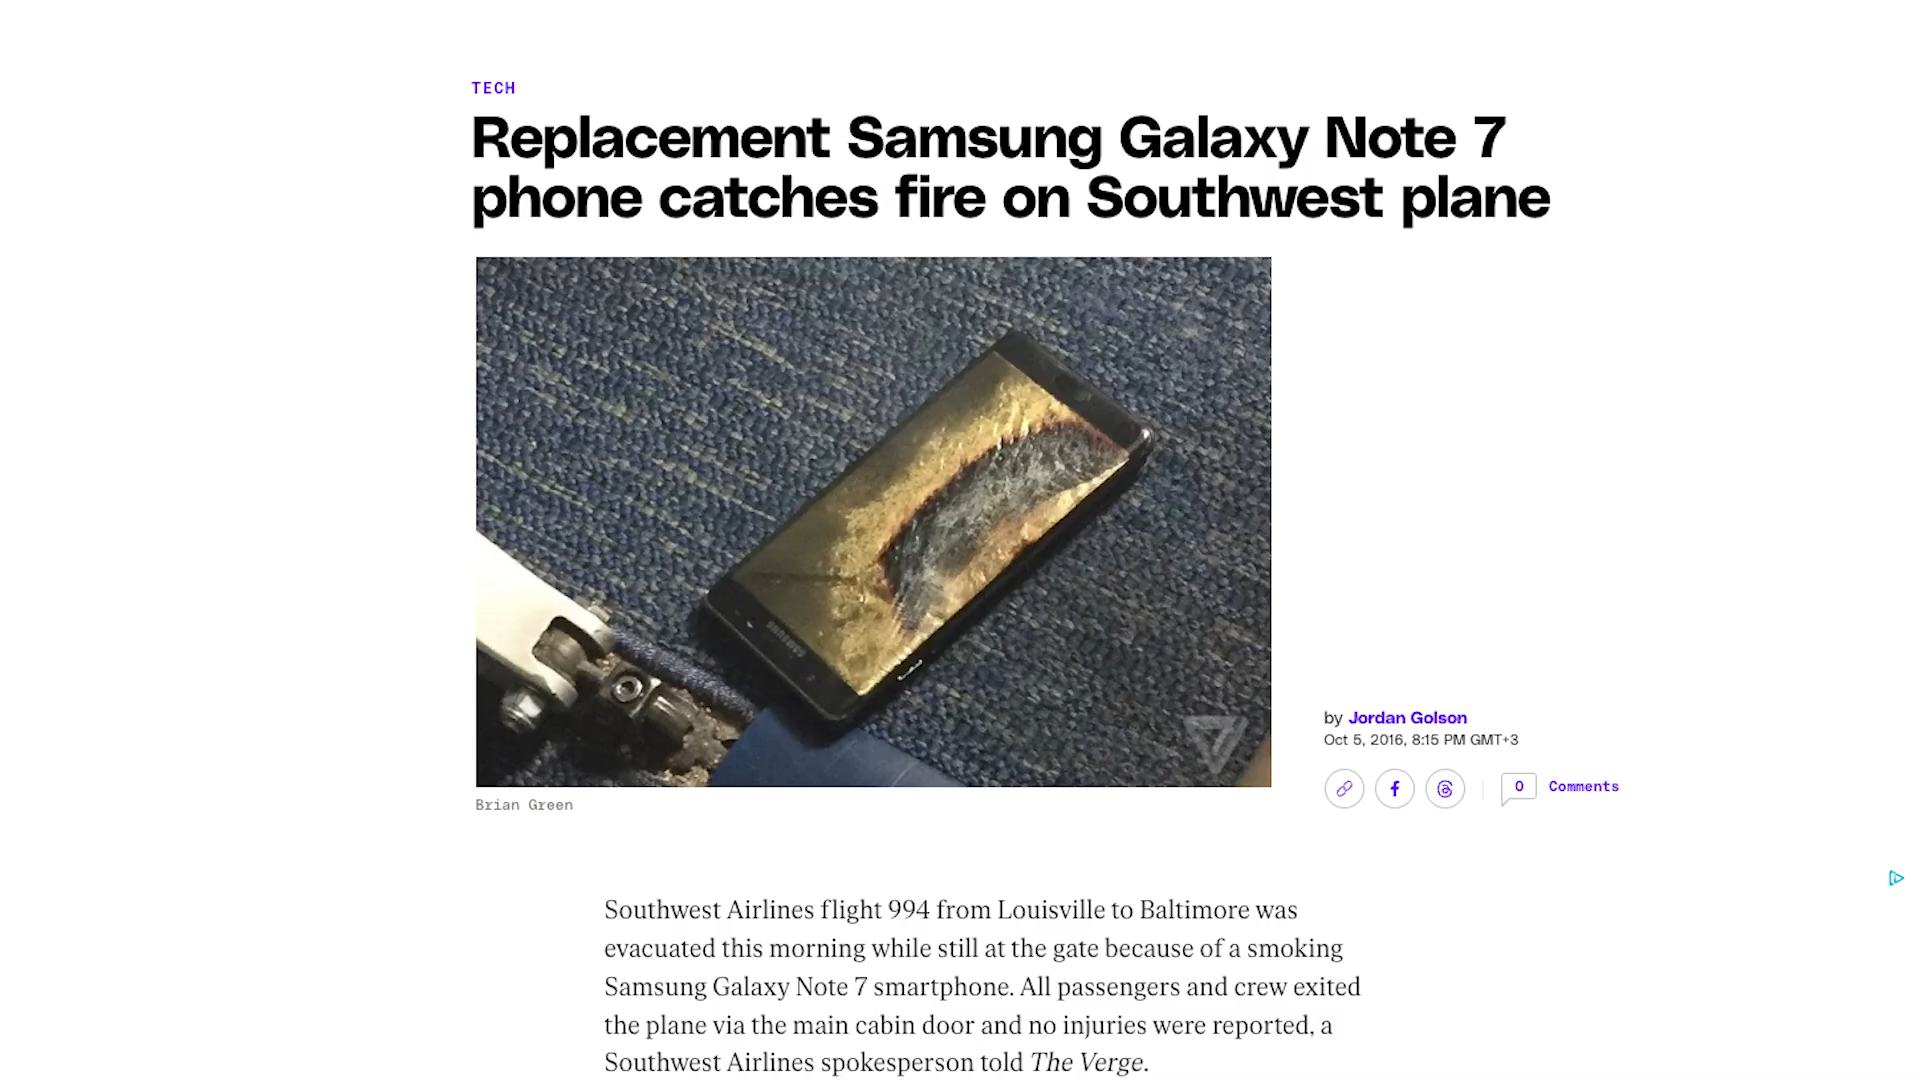 TECH
Replacement Samsung Galaxy Note 7
phone catches fire on Southwest plane
SAMSUNG
Brian Green
by Jordan Golson
Oct 5, 2016, 8:15 PM GMT+3
0 Comments
Southwest Airlines flight 994 from Louisville to Baltimore was
evacuated this morning while still at the gate because of a smoking
Samsung Galaxy Note 7 smartphone. All passengers and crew exited
the plane via the main cabin door and no injuries were reported, a
Southwest Airlines spokesperson told The Verge.